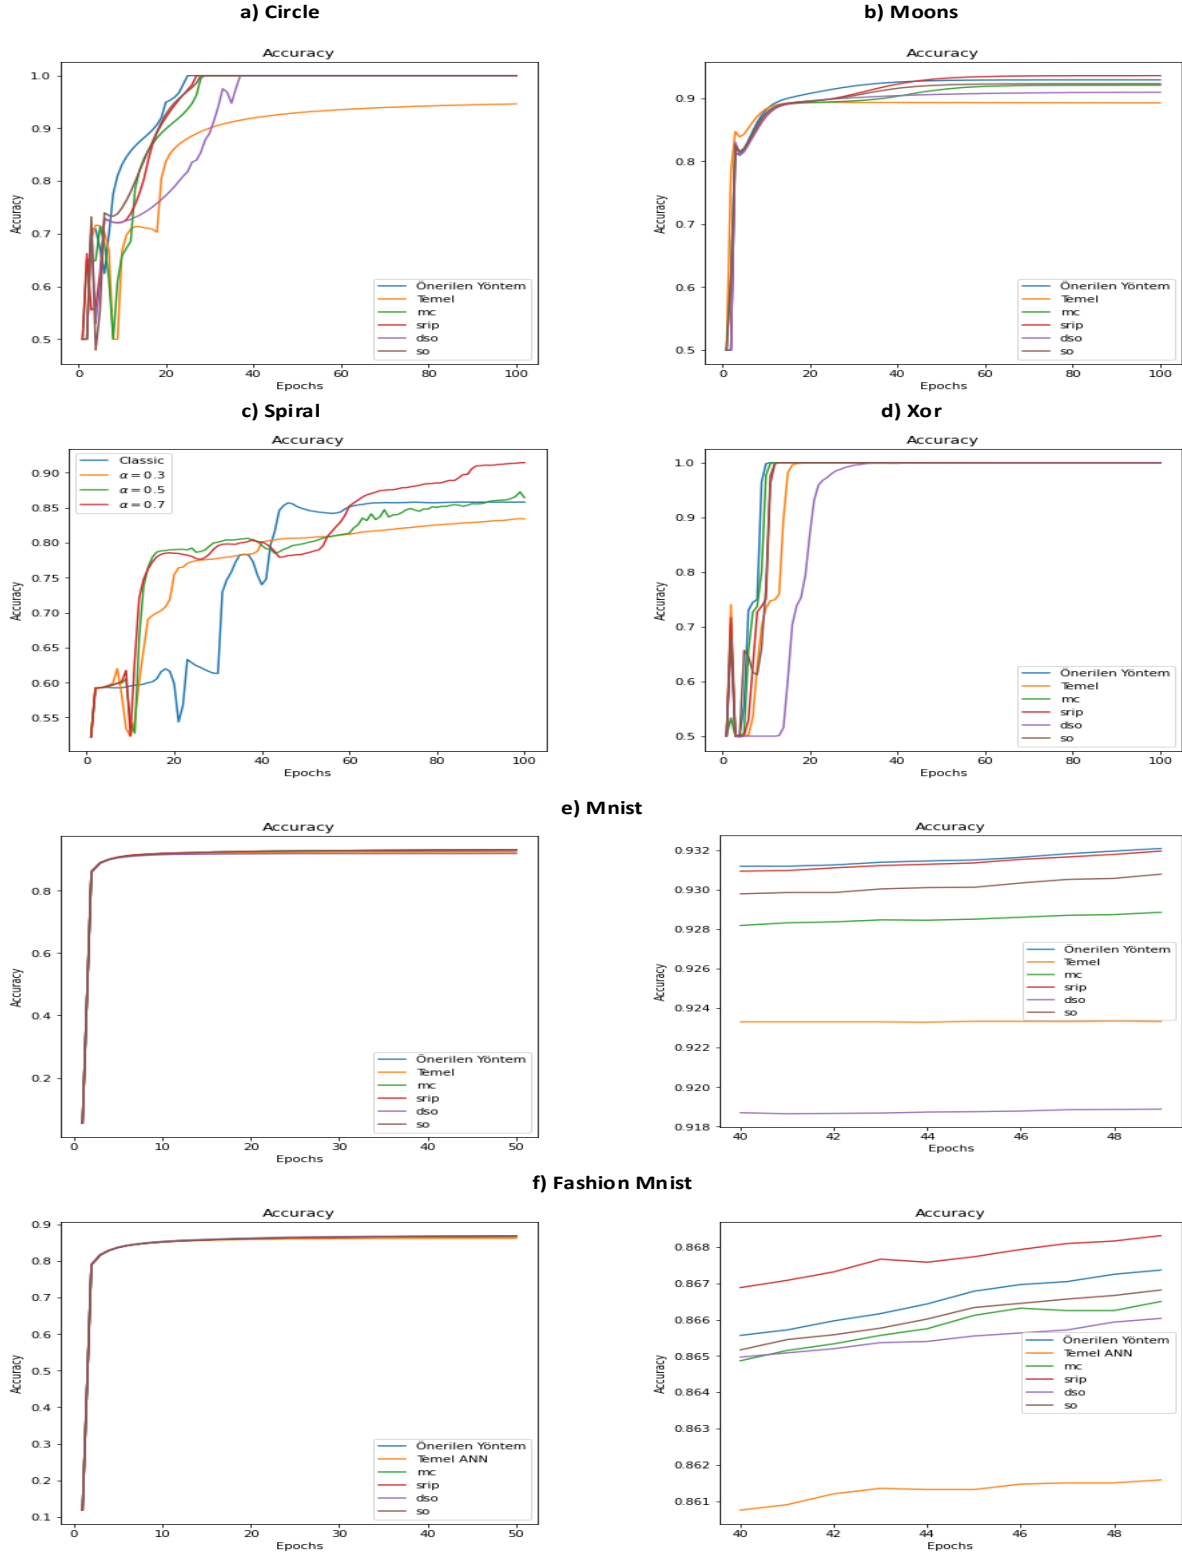 a) Circle
Accuracy
1.0
0.9
0.8
0.7
0.6
0.5
Accuracy
Önerilen Yöntem
Temel
mc
srip
dso
so
0 20 40 60 80 100
Epochs
b) Moons
Accuracy
0.9
0.8
0.7
0.6
0.5
Accuracy
Önerilen Yöntem
Temel
mc
srip
dso
so
0 20 40 60 80 100
Epochs
c) Spiral
Accuracy
0.90
0.85
0.80
0.75
0.70
0.65
0.60
0.55
Accuracy
Classic
α = 0.3
α = 0.5
α = 0.7
0 20 40 60 80 100
Epochs
d) Xor
Accuracy
1.0
0.9
0.8
0.7
0.6
0.5
Accuracy
Önerilen Yöntem
Temel
mc
srip
dso
so
0 20 40 60 80 100
Epochs
e) Mnist
Accuracy
0.8
0.6
0.4
0.2
Accuracy
Önerilen Yöntem
Temel
mc
srip
dso
so
0 10 20 30 40 50
Epochs
Accuracy
0.932
0.930
0.928
0.926
0.924
0.922
0.920
0.918
Accuracy
Önerilen Yöntem
Temel
mc
srip
dso
so
40 42 44 46 48
Epochs
f) Fashion Mnist
Accuracy
0.9
0.8
0.7
0.6
0.5
0.4
0.3
0.2
0.1
Accuracy
Önerilen Yöntem
Temel ANN
mc
srip
dso
so
0 10 20 30 40 50
Epochs
Accuracy
0.868
0.867
0.866
0.865
0.864
0.863
0.862
0.861
Accuracy
Önerilen Yöntem
Temel ANN
mc
srip
dso
so
40 42 44 46 48
Epochs